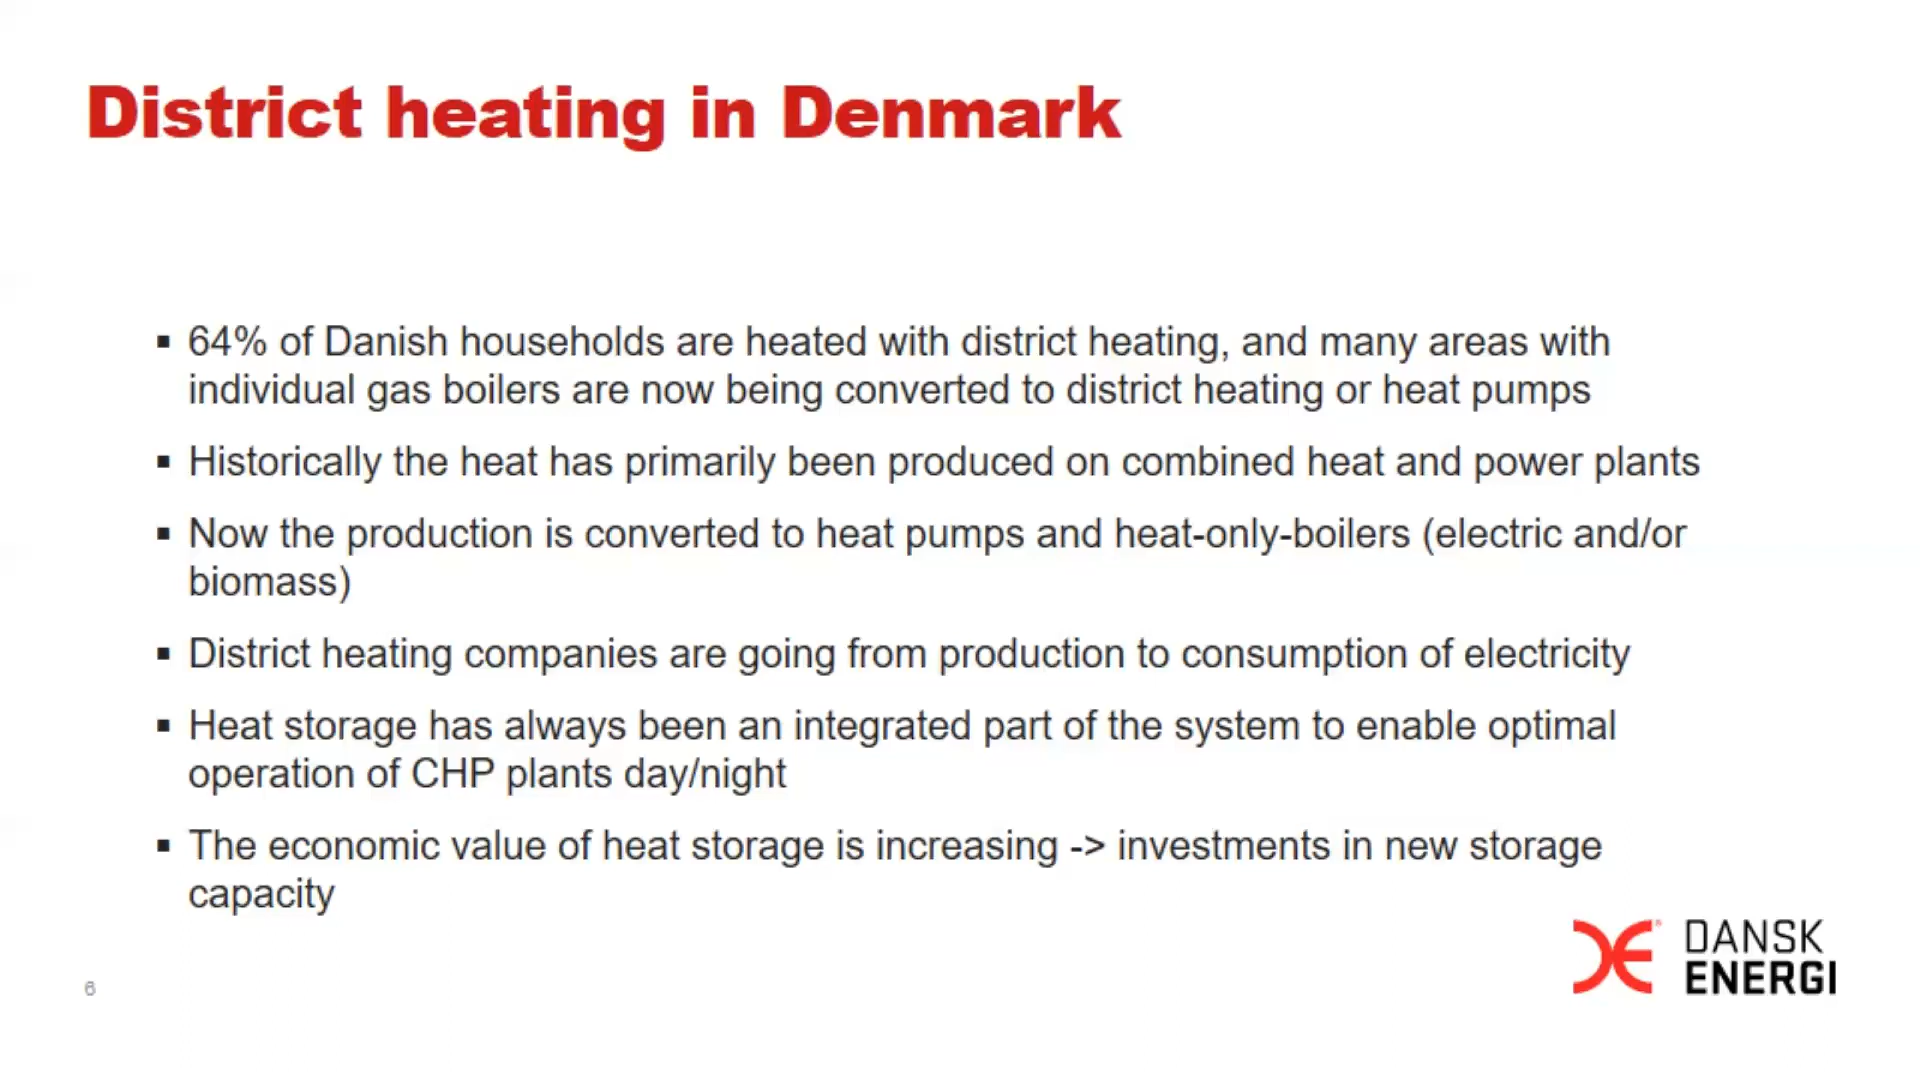 District heating in Denmark
▪ 64% of Danish households are heated with district heating, and many areas with
individual gas boilers are now being converted to district heating or heat pumps
▪ Historically the heat has primarily been produced on combined heat and power plants
▪ Now the production is converted to heat pumps and heat-only-boilers (electric and/or
biomass)
▪ District heating companies are going from production to consumption of electricity
▪ Heat storage has always been an integrated part of the system to enable optimal
operation of CHP plants day/night
▪ The economic value of heat storage is increasing -> investments in new storage
capacity
6
DANSK
ENERGI